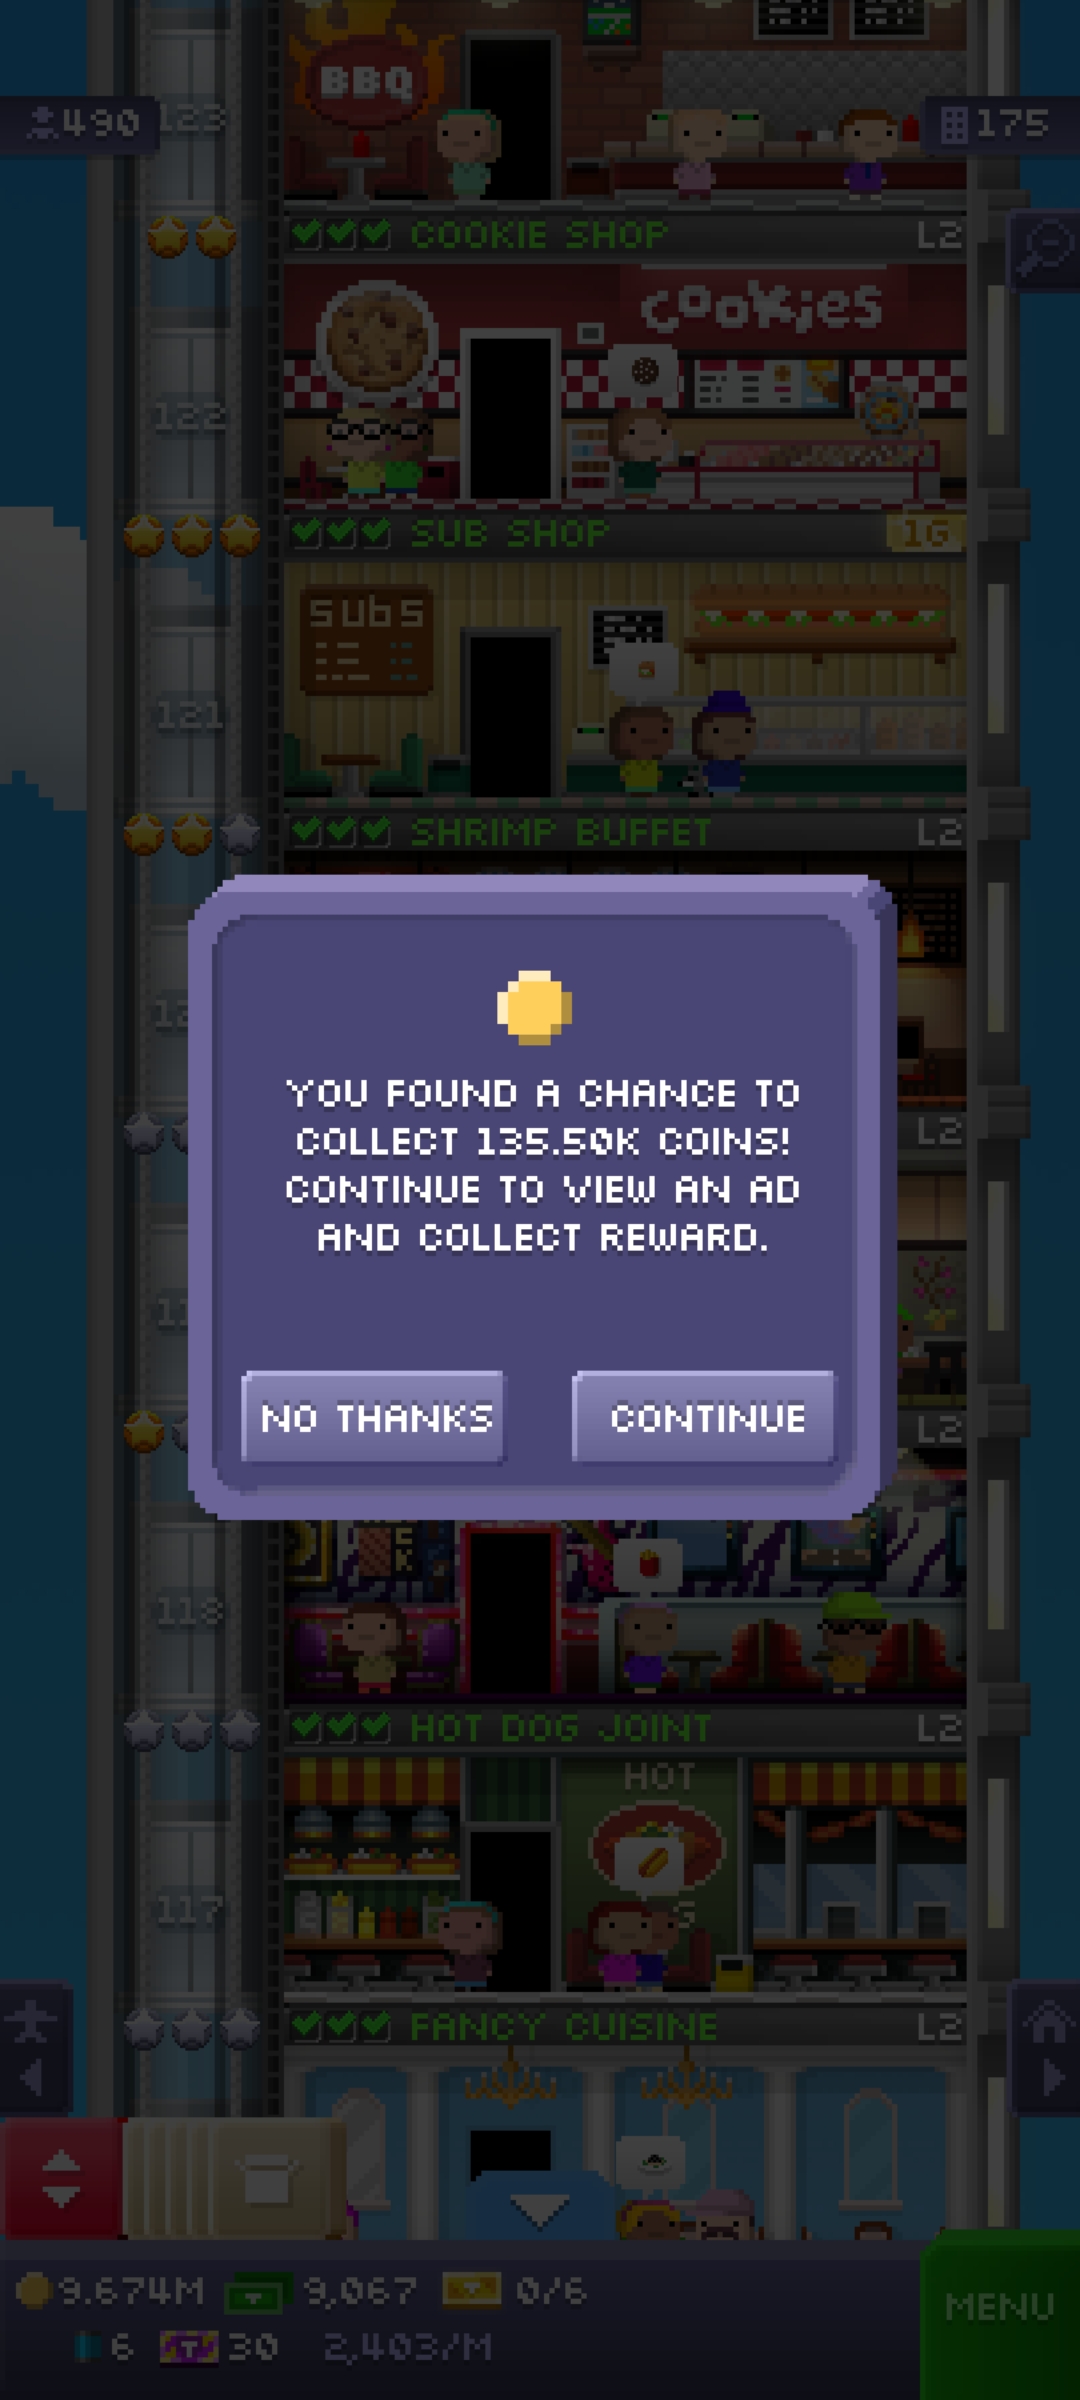 BBQ
490
123
175
COOKIE SHOP
L2
cookies
122
SUB SHOP
1G
subs
121
SHRIMP BUFFET
L2
YOU FOUND A CHANCE TO
COLLECT 135.50K COINS!
CONTINUE TO VIEW AN AD
AND COLLECT REWARD.
L2
NO THANKS
CONTINUE
L2
118
HOT DOG JOINT
L2
HOT
117
FANCY CUISINE
L2
9.674M
9,067
0/6
MENU
6
T
30
2,403/M